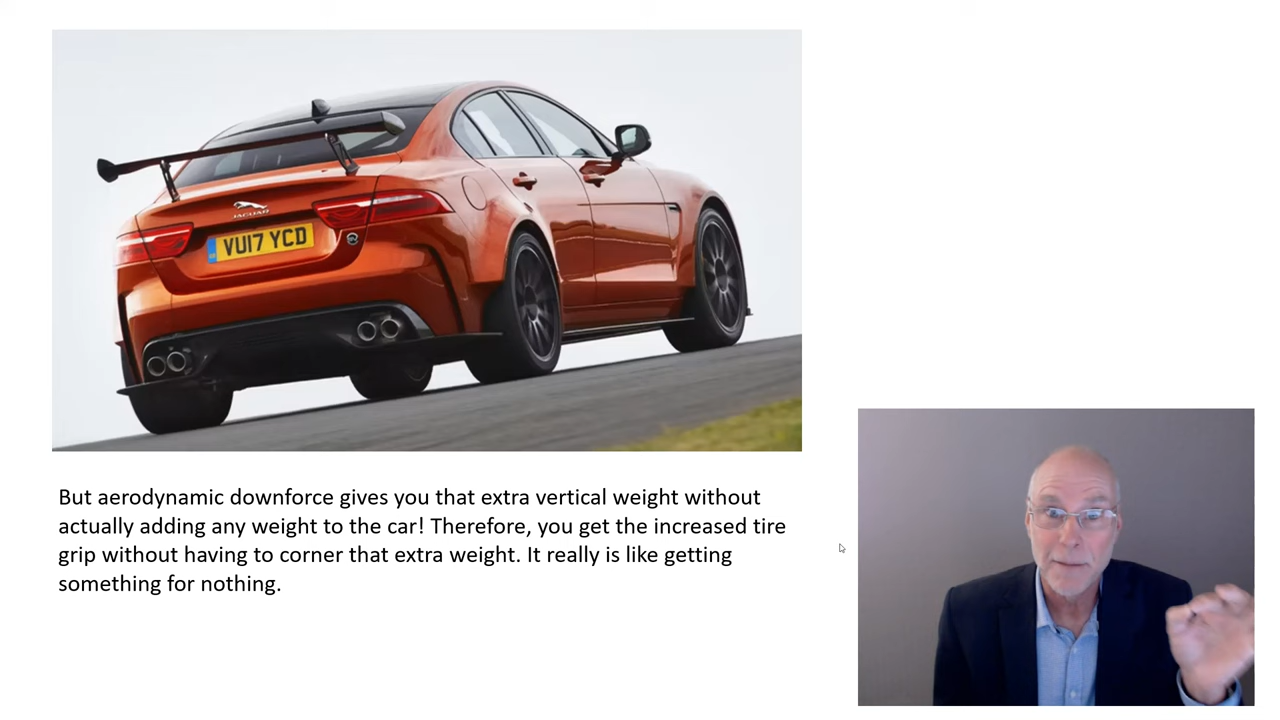 JAGUAR
VU17 YCD
But aerodynamic downforce gives you that extra vertical weight without
actually adding any weight to the car! Therefore, you get the increased tire
grip without having to corner that extra weight. It really is like getting
something for nothing.